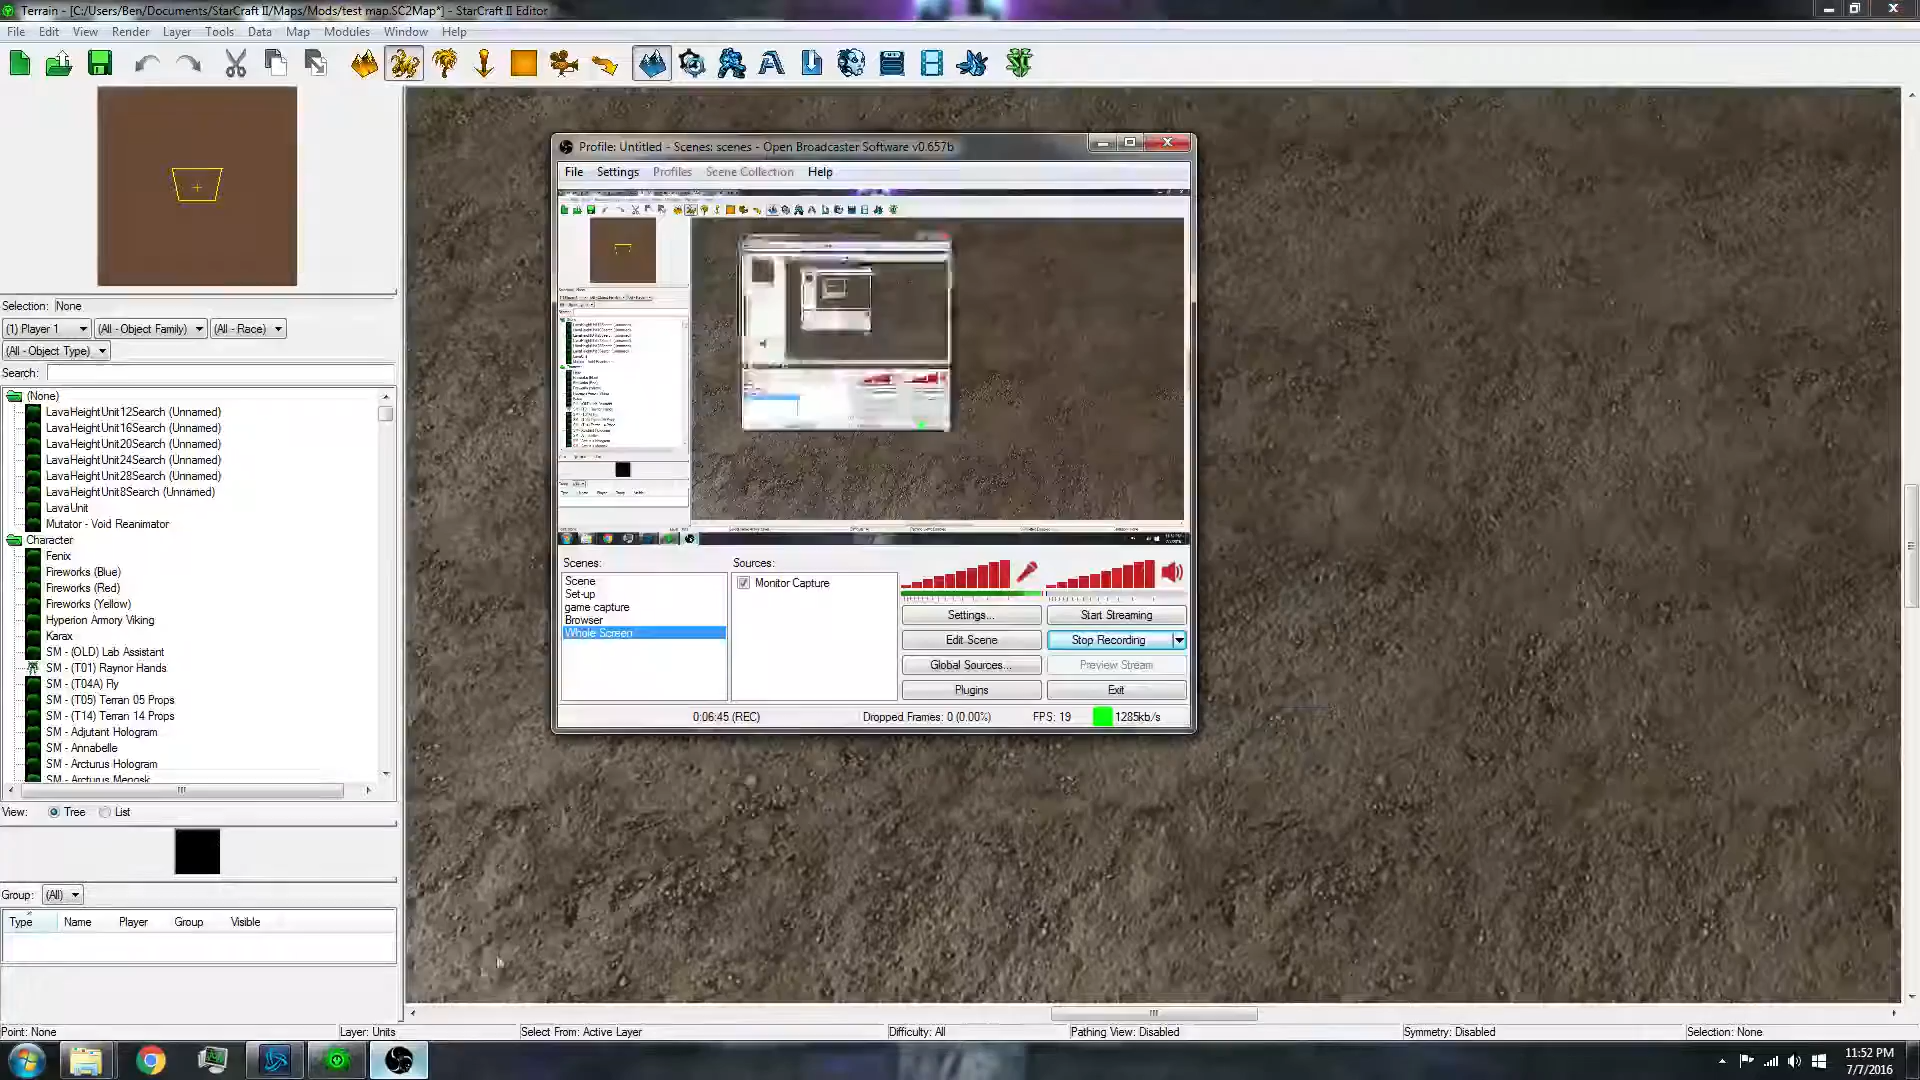 Terrain - [C:/Users/Ben/Documents/StarCraft II/Maps/Mods/test map.SC2Map*] - StarCraft II Editor
File Edit View Render Layer Tools Data Map Modules Window Help
Selection: None
(1) Player 1 (All - Object Family) (All - Race)
(All - Object Type)
Search:
(None)
LavaHeightUnit12Search (Unnamed)
LavaHeightUnit16Search (Unnamed)
LavaHeightUnit20Search (Unnamed)
LavaHeightUnit24Search (Unnamed)
LavaHeightUnit28Search (Unnamed)
LavaHeightUnit8Search (Unnamed)
LavaUnit
Mutator - Void Reanimator
Character
Fenix
Fireworks (Blue)
Fireworks (Red)
Fireworks (Yellow)
Hyperion Armory Viking
Karax
SM - (OLD) Lab Assistant
SM - (T01) Raynor Hands
SM - (T04A) Fly
SM - (T05) Terran 05 Props
SM - (T14) Terran 14 Props
SM - Adjutant Hologram
SM - Annabelle
SM - Arcturus Hologram
SM - Arcturus Mengsk
View: Tree List
Group: (All)
Type Name Player Group Visible
Profile: Untitled - Scenes: scenes - Open Broadcaster Software v0.657b
File Settings Profiles Scene Collection Help
Scenes:
Scene
Set-up
game capture
Browser
Whole Screen
Sources:
Monitor Capture
Settings... Start Streaming
Edit Scene Stop Recording
Global Sources... Preview Stream
Plugins Exit
0:06:45 (REC) Dropped Frames: 0 (0.00%) FPS: 19 1285kb/s
Point: None Layer: Units Select From: Active Layer Difficulty: All Pathing View: Disabled Symmetry: Disabled Selection: None
11:52 PM
7/7/2016